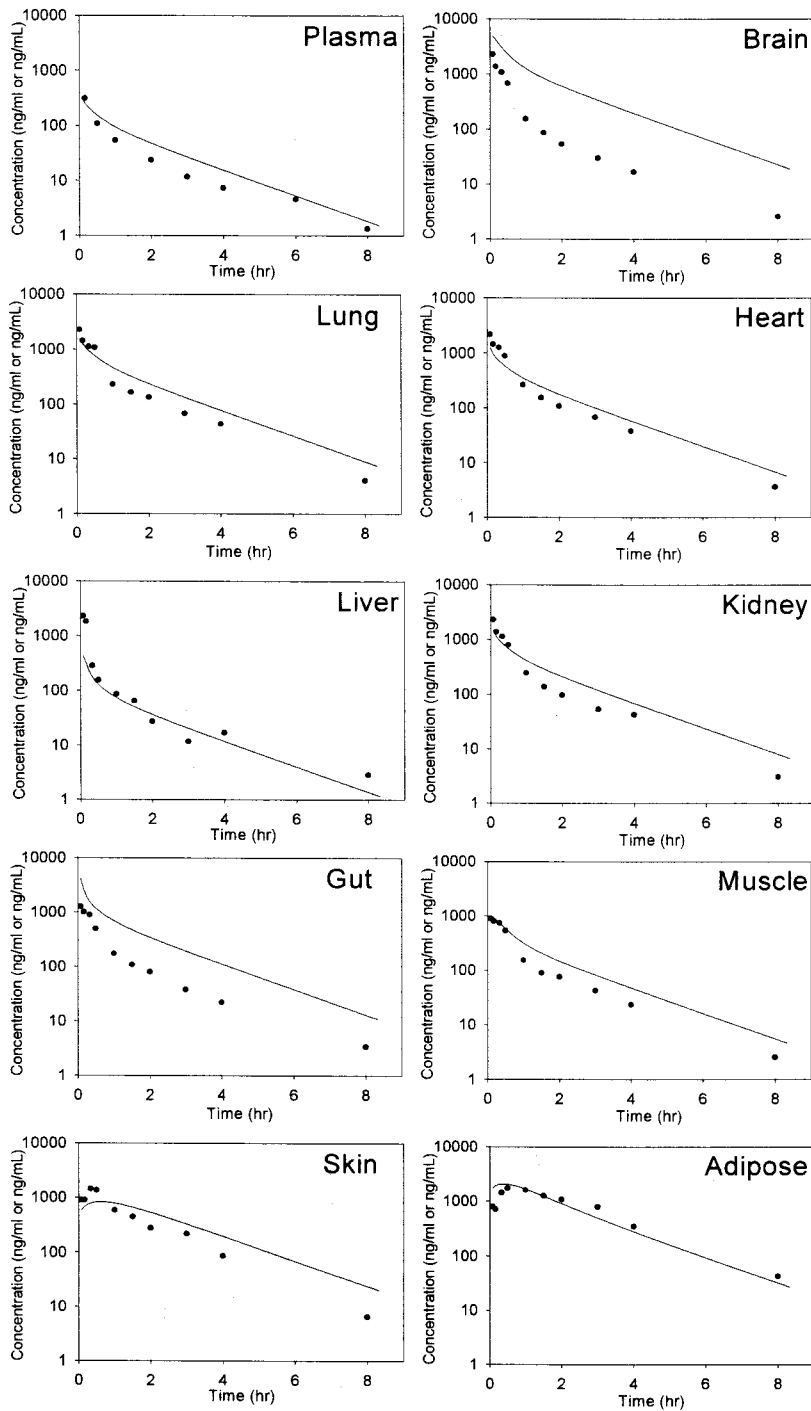 Plasma
Concentration (ng/ml or ng/mL)
10000
1000
100
10
1
0 2 4 6 8
Time (hr)
Brain
Concentration (ng/ml or ng/mL)
10000
1000
100
10
1
0 2 4 6 8
Time (hr)
Lung
Concentration (ng/ml or ng/mL)
10000
1000
100
10
1
0 2 4 6 8
Time (hr)
Heart
Concentration (ng/ml or ng/mL)
10000
1000
100
10
1
0 2 4 6 8
Time (hr)
Liver
Concentration (ng/ml or ng/mL)
10000
1000
100
10
1
0 2 4 6 8
Time (hr)
Kidney
Concentration (ng/ml or ng/mL)
10000
1000
100
10
1
0 2 4 6 8
Time (hr)
Gut
Concentration (ng/ml or ng/mL)
10000
1000
100
10
1
0 2 4 6 8
Time (hr)
Muscle
Concentration (ng/ml or ng/mL)
10000
1000
100
10
1
0 2 4 6 8
Time (hr)
Skin
Concentration (ng/ml or ng/mL)
10000
1000
100
10
1
0 2 4 6 8
Time (hr)
Adipose
Concentration (ng/ml or ng/mL)
10000
1000
100
10
1
0 2 4 6 8
Time (hr)